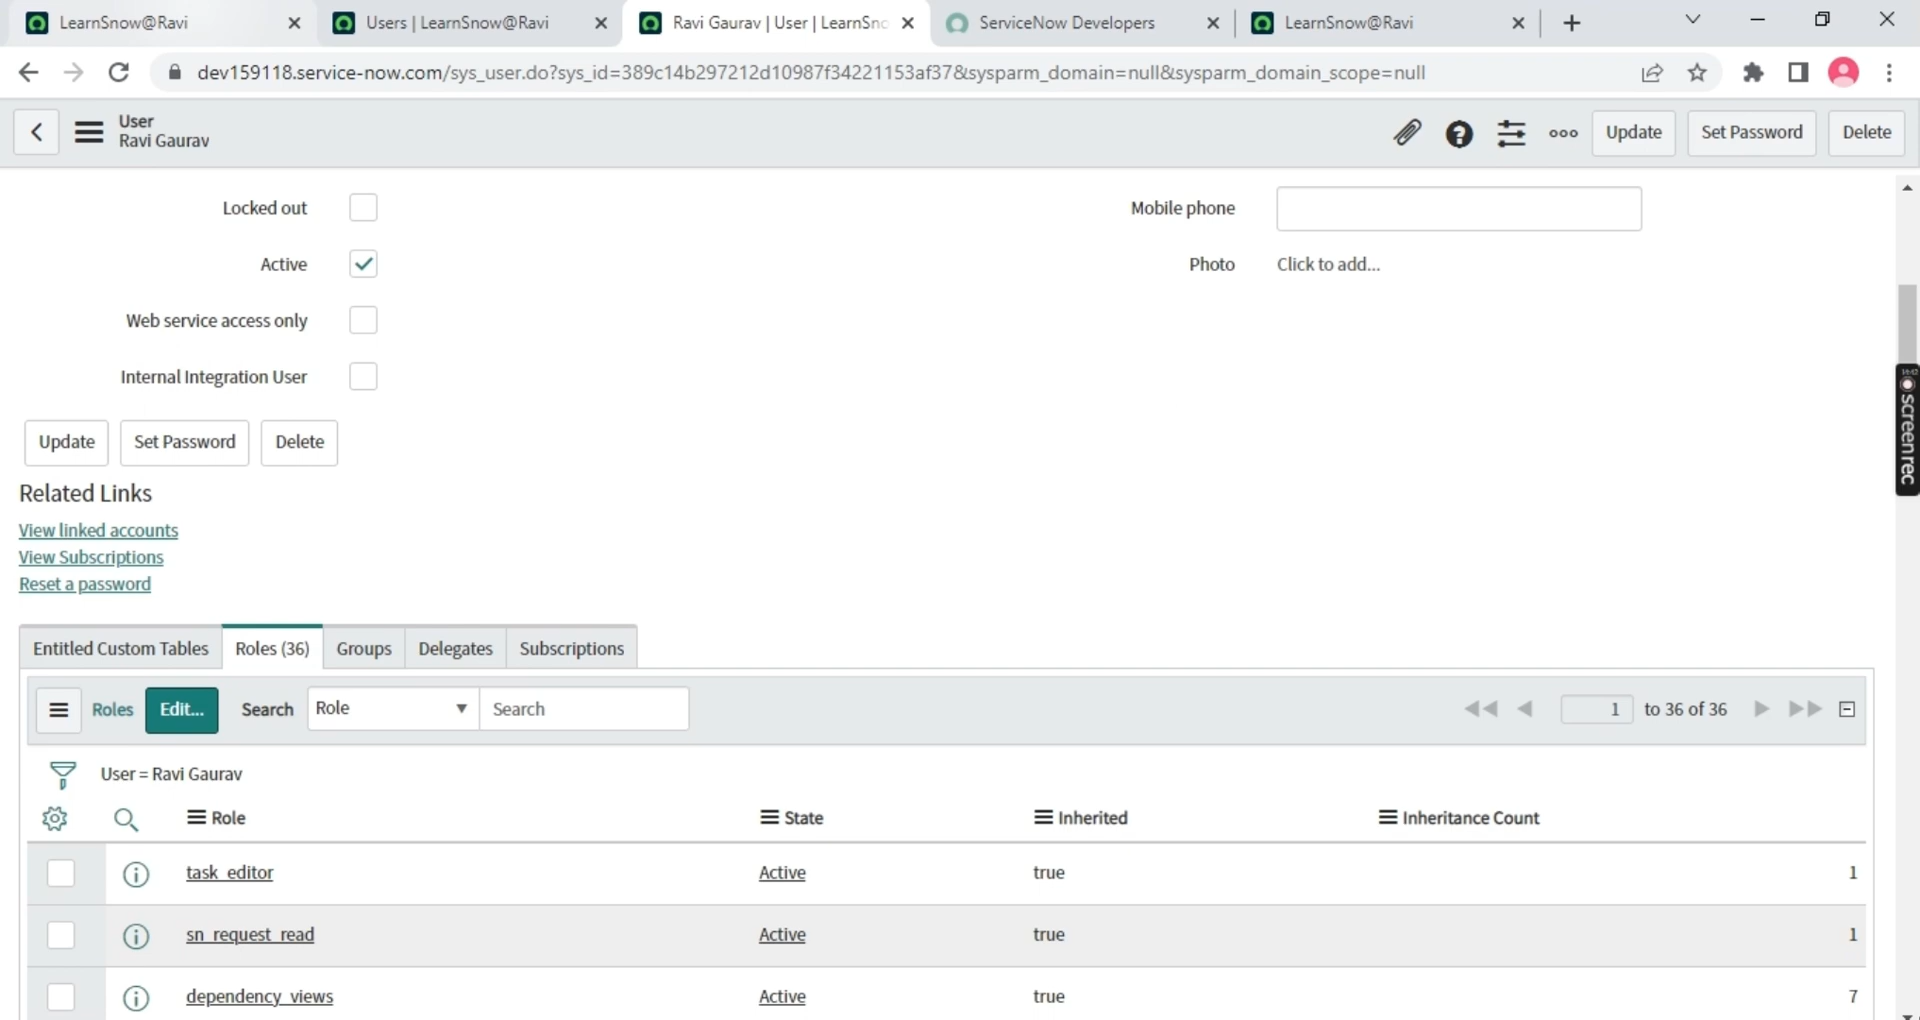 LearnSnow@Ravi
Users | LearnSnow@Ravi
Ravi Gaurav | User | LearnSno
ServiceNow Developers
LearnSnow@Ravi
dev159118.service-now.com/sys_user.do?sys_id=389c14b297212d10987f34221153af37&sysparm_domain=null&sysparm_domain_scope=null
User
Ravi Gaurav
Update
Set Password
Delete
Locked out
Mobile phone
Active
Photo
Click to add...
Web service access only
Internal Integration User
screenrec
Update
Set Password
Delete
Related Links
View linked accounts
View Subscriptions
Reset a password
Entitled Custom Tables
Roles (36)
Groups
Delegates
Subscriptions
Roles
Edit...
Search
Role
Search
1 to 36 of 36
User = Ravi Gaurav
Role State Inherited Inheritance Count
task_editor Active true 1
sn_request_read Active true 1
dependency_views Active true 7